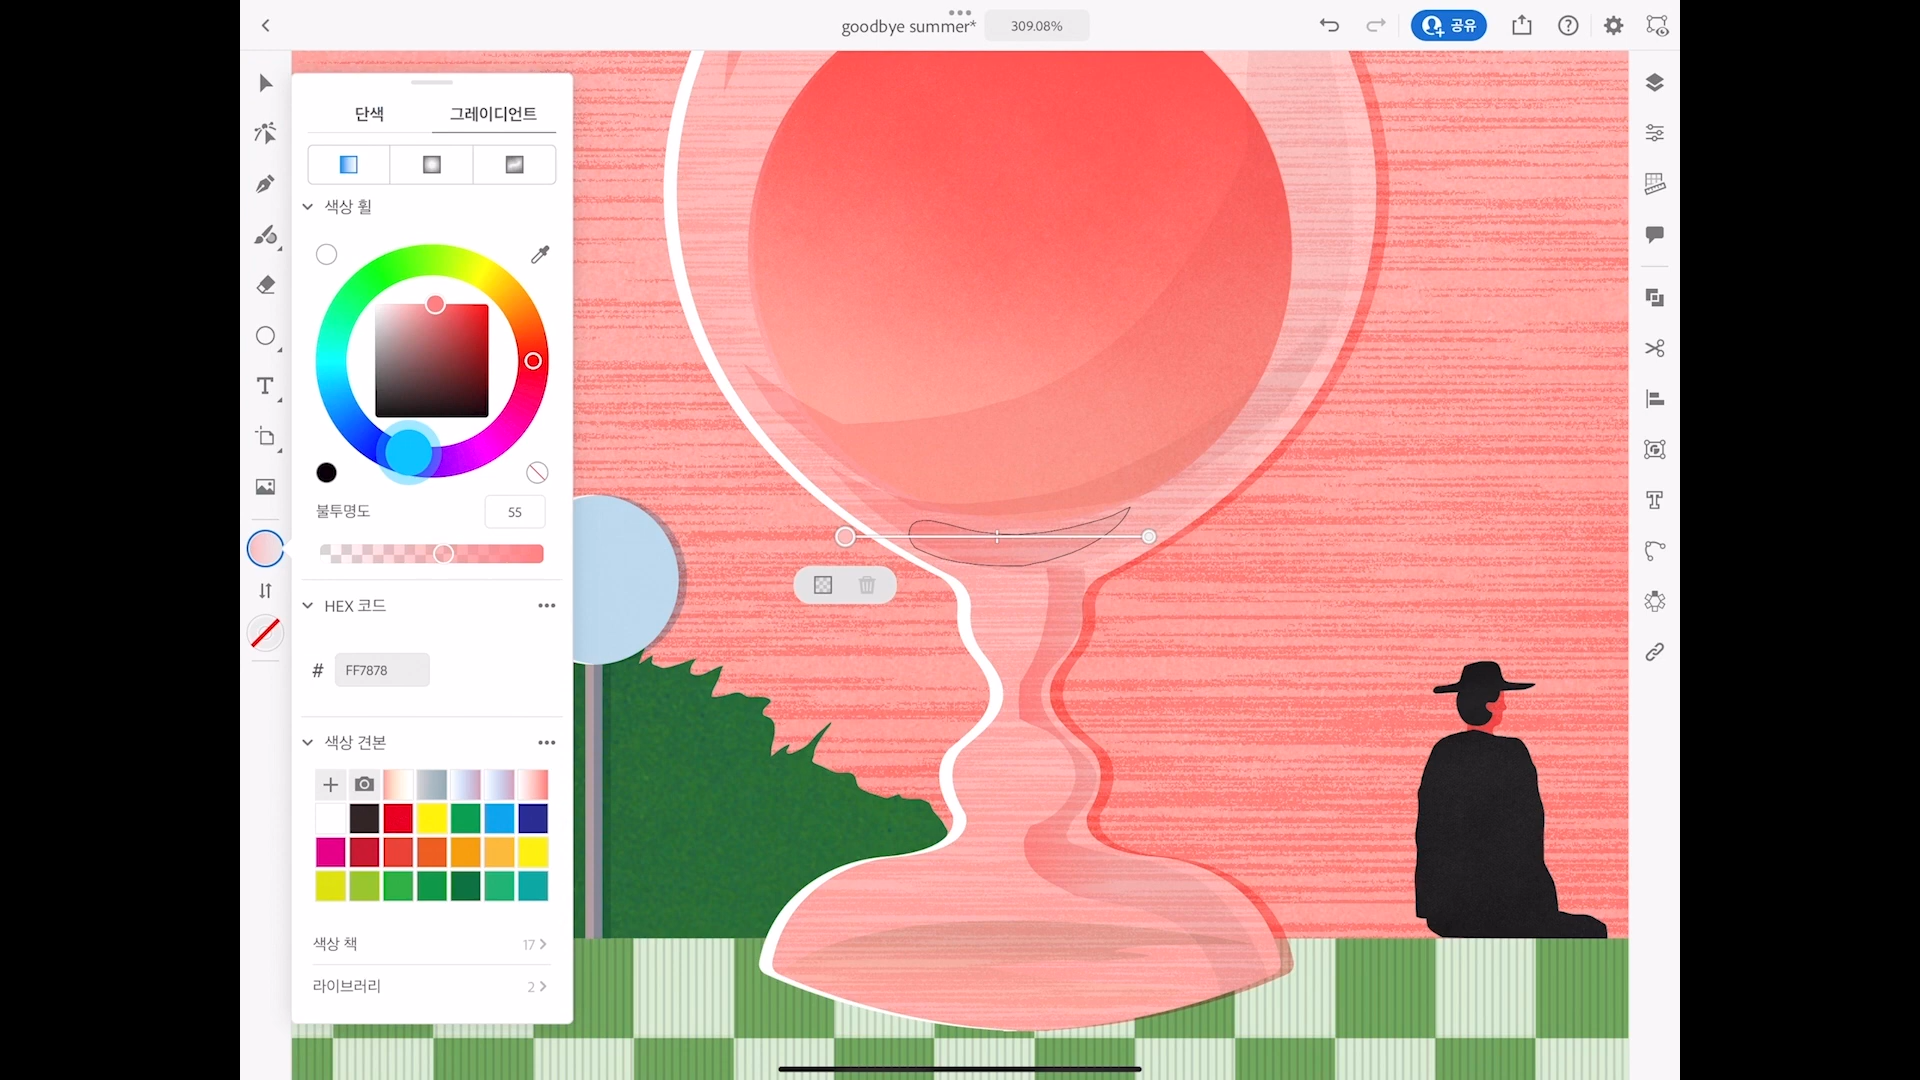 goodbye summer*
309.08%
공유
단색
그레이디언트
색상 휠
불투명도
55
HEX 코드
# FF7878
색상 견본
색상 책
17
라이브러리
2